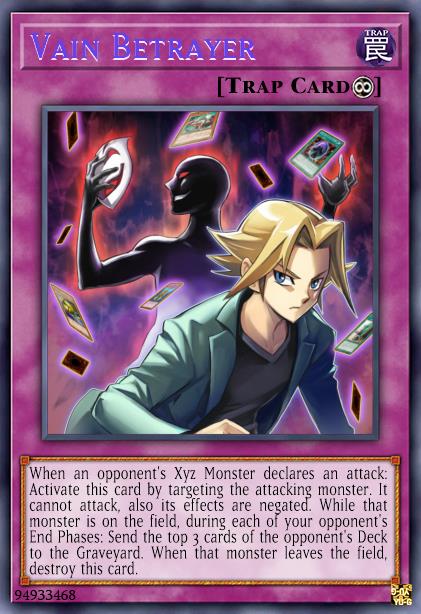 Vain Betrayer
TRAP
罠
[Trap Card]
When an opponent's Xyz Monster declares an attack:
Activate this card by targeting the attacking monster. It
cannot attack, also its effects are negated. While that
monster is on the field, during each of your opponent's
End Phases: Send the top 3 cards of the opponent's Deck
to the Graveyard. When that monster leaves the field,
destroy this card.
94933468